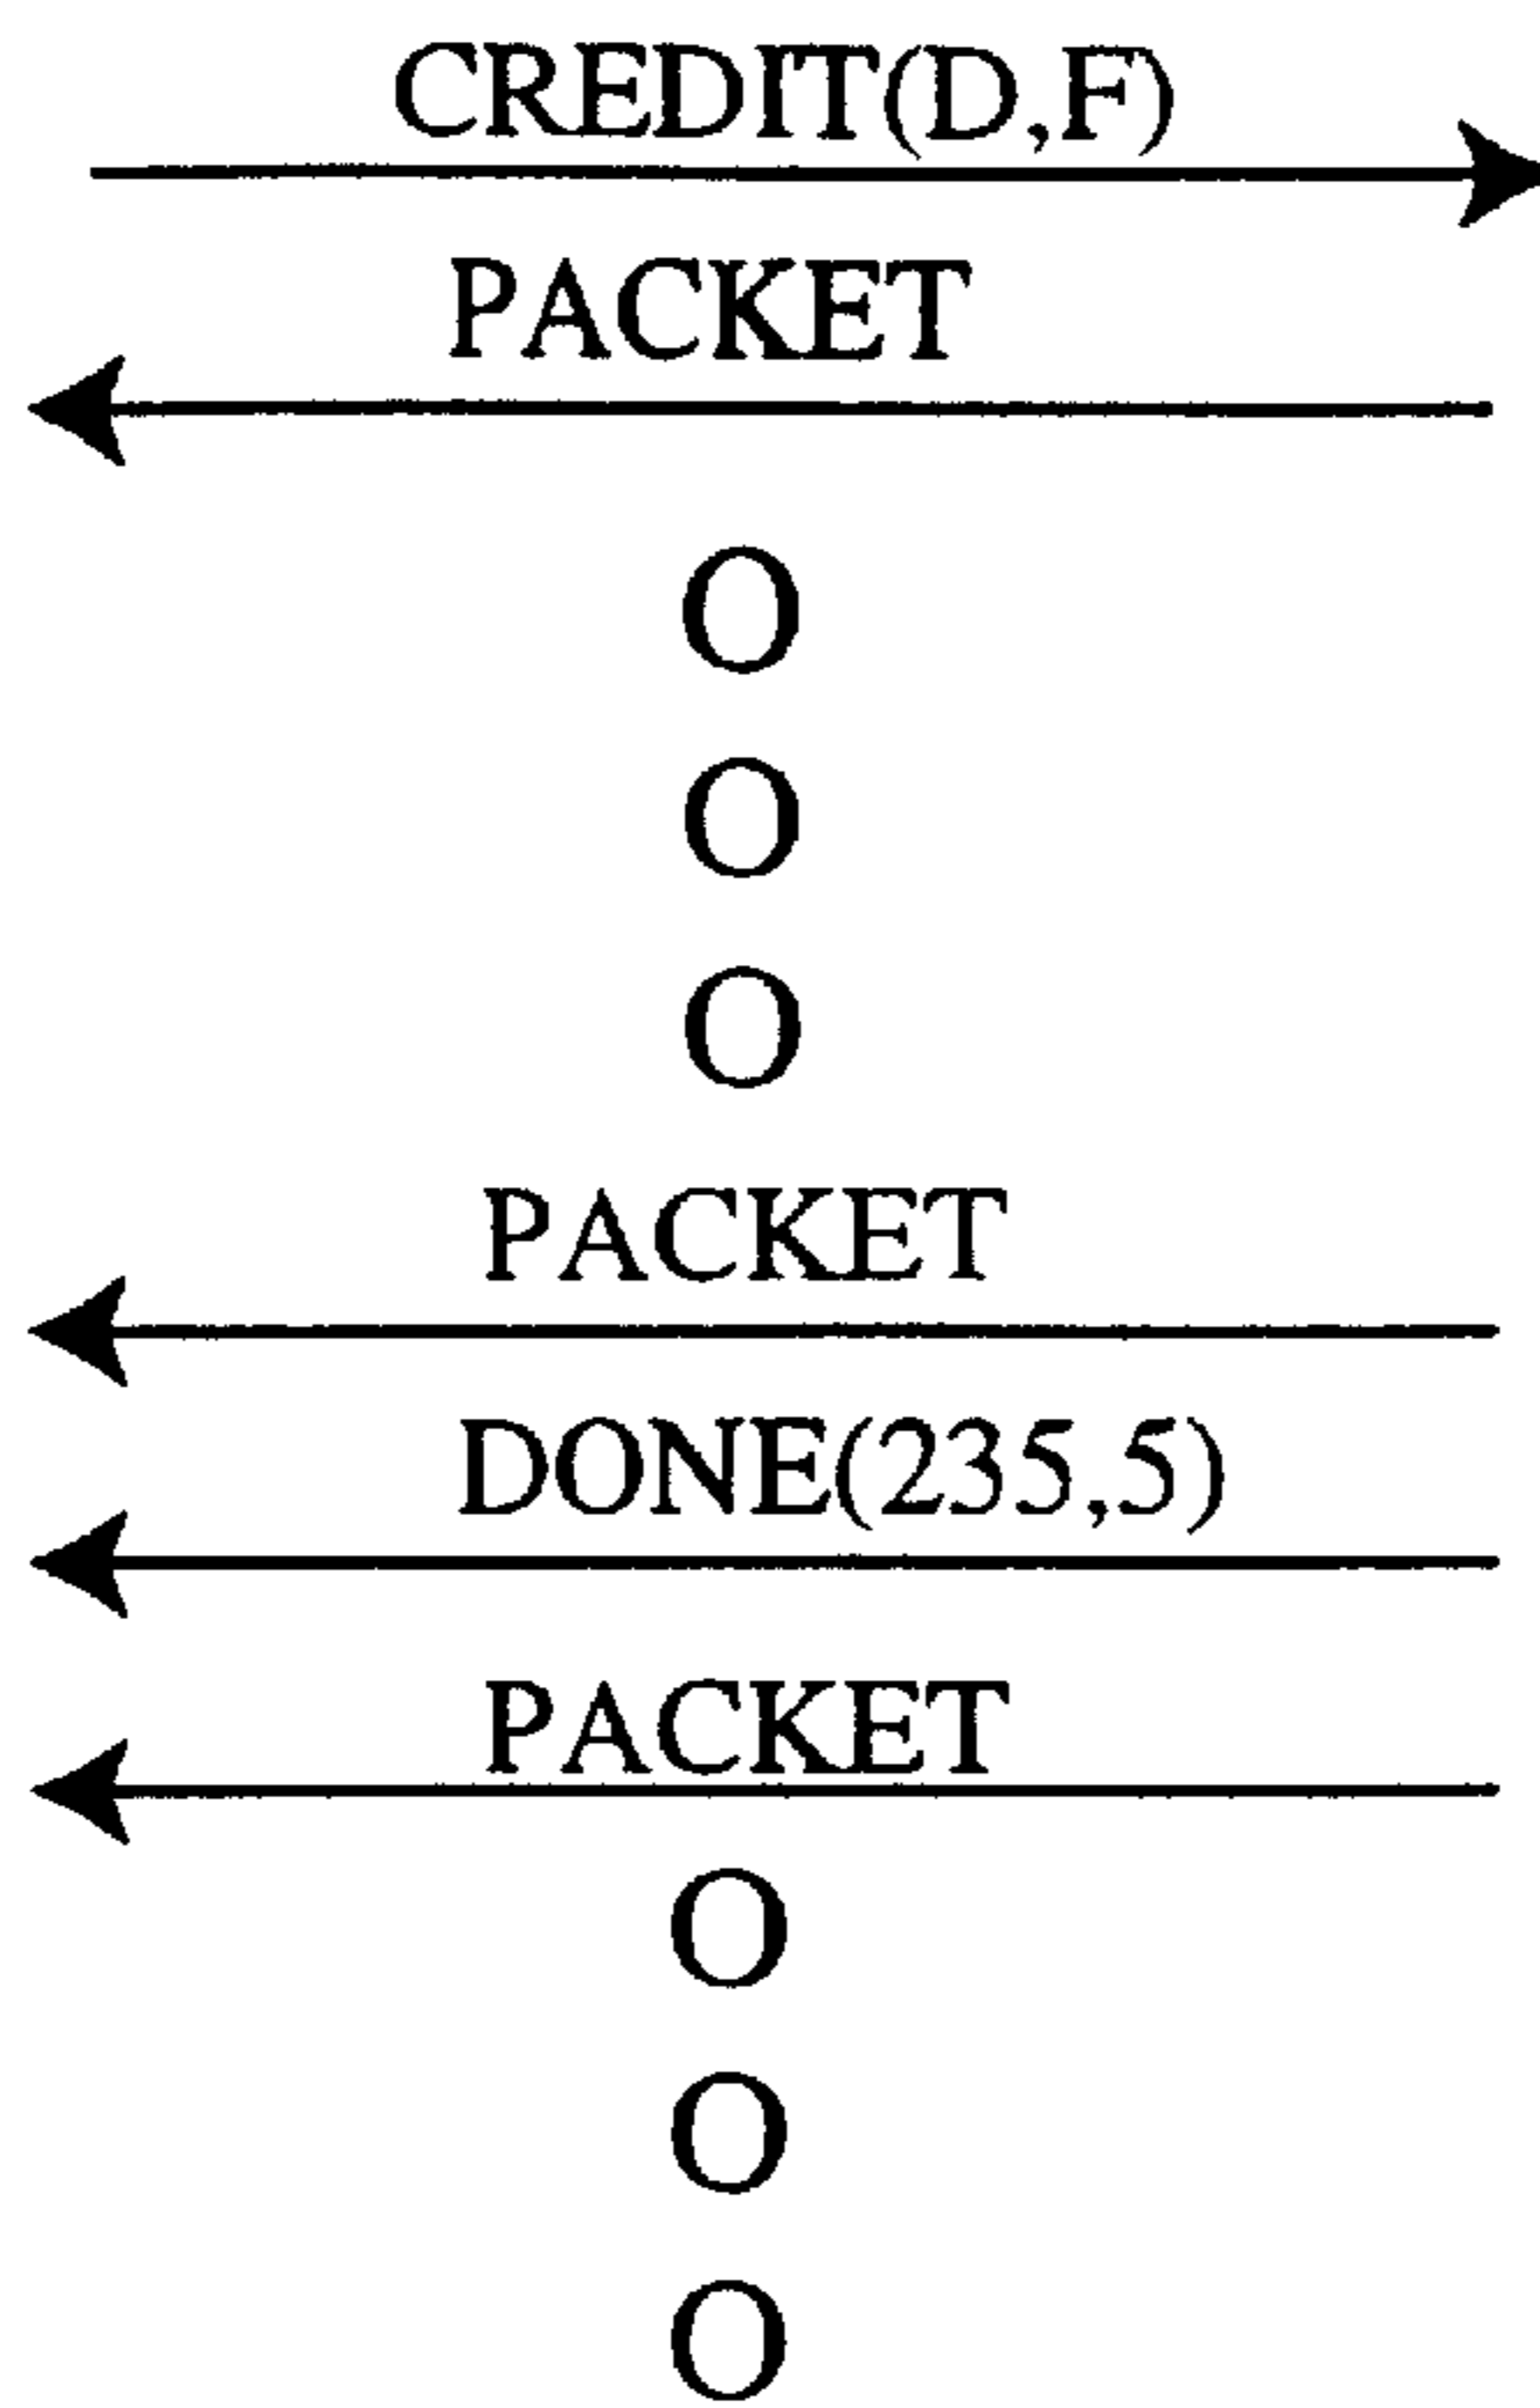 CREDIT(D,F)
PACKET
O
O
O
PACKET
DONE(235,5)
PACKET
O
O
O